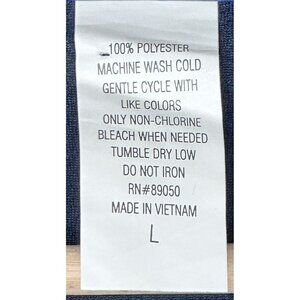 100% POLYESTER
MACHINE WASH COLD
GENTLE CYCLE WITH
LIKE COLORS
ONLY NON-CHLORINE
BLEACH WHEN NEEDED
TUMBLE DRY LOW
DO NOT IRON
RN#89050
MADE IN VIETNAM
L